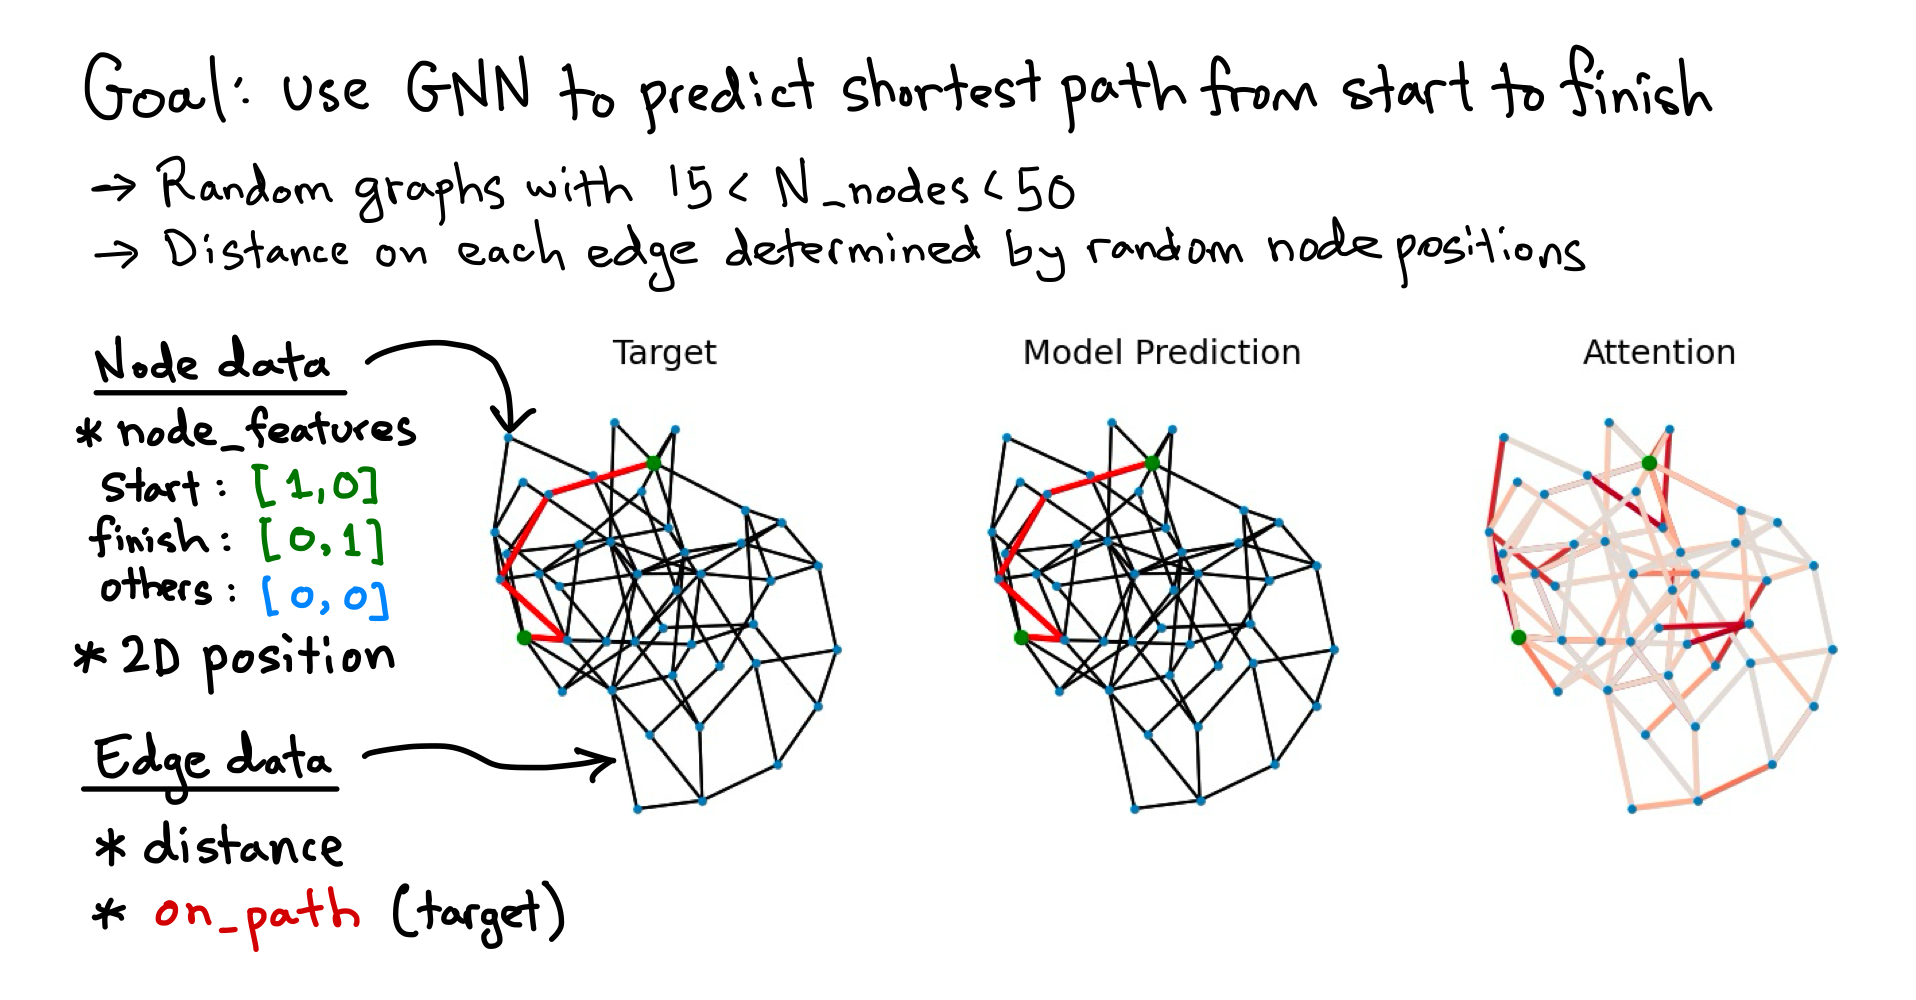 Goal: use GNN to predict shortest path from start to finish
→ Random graphs with 15 < N_nodes < 50
→ Distance on each edge determined by random node positions
Node data
* node_features
start: [1,0]
finish: [0,1]
others: [0,0]
* 2D position
Edge data
* distance
* on_path (target)
Target
Model Prediction
Attention